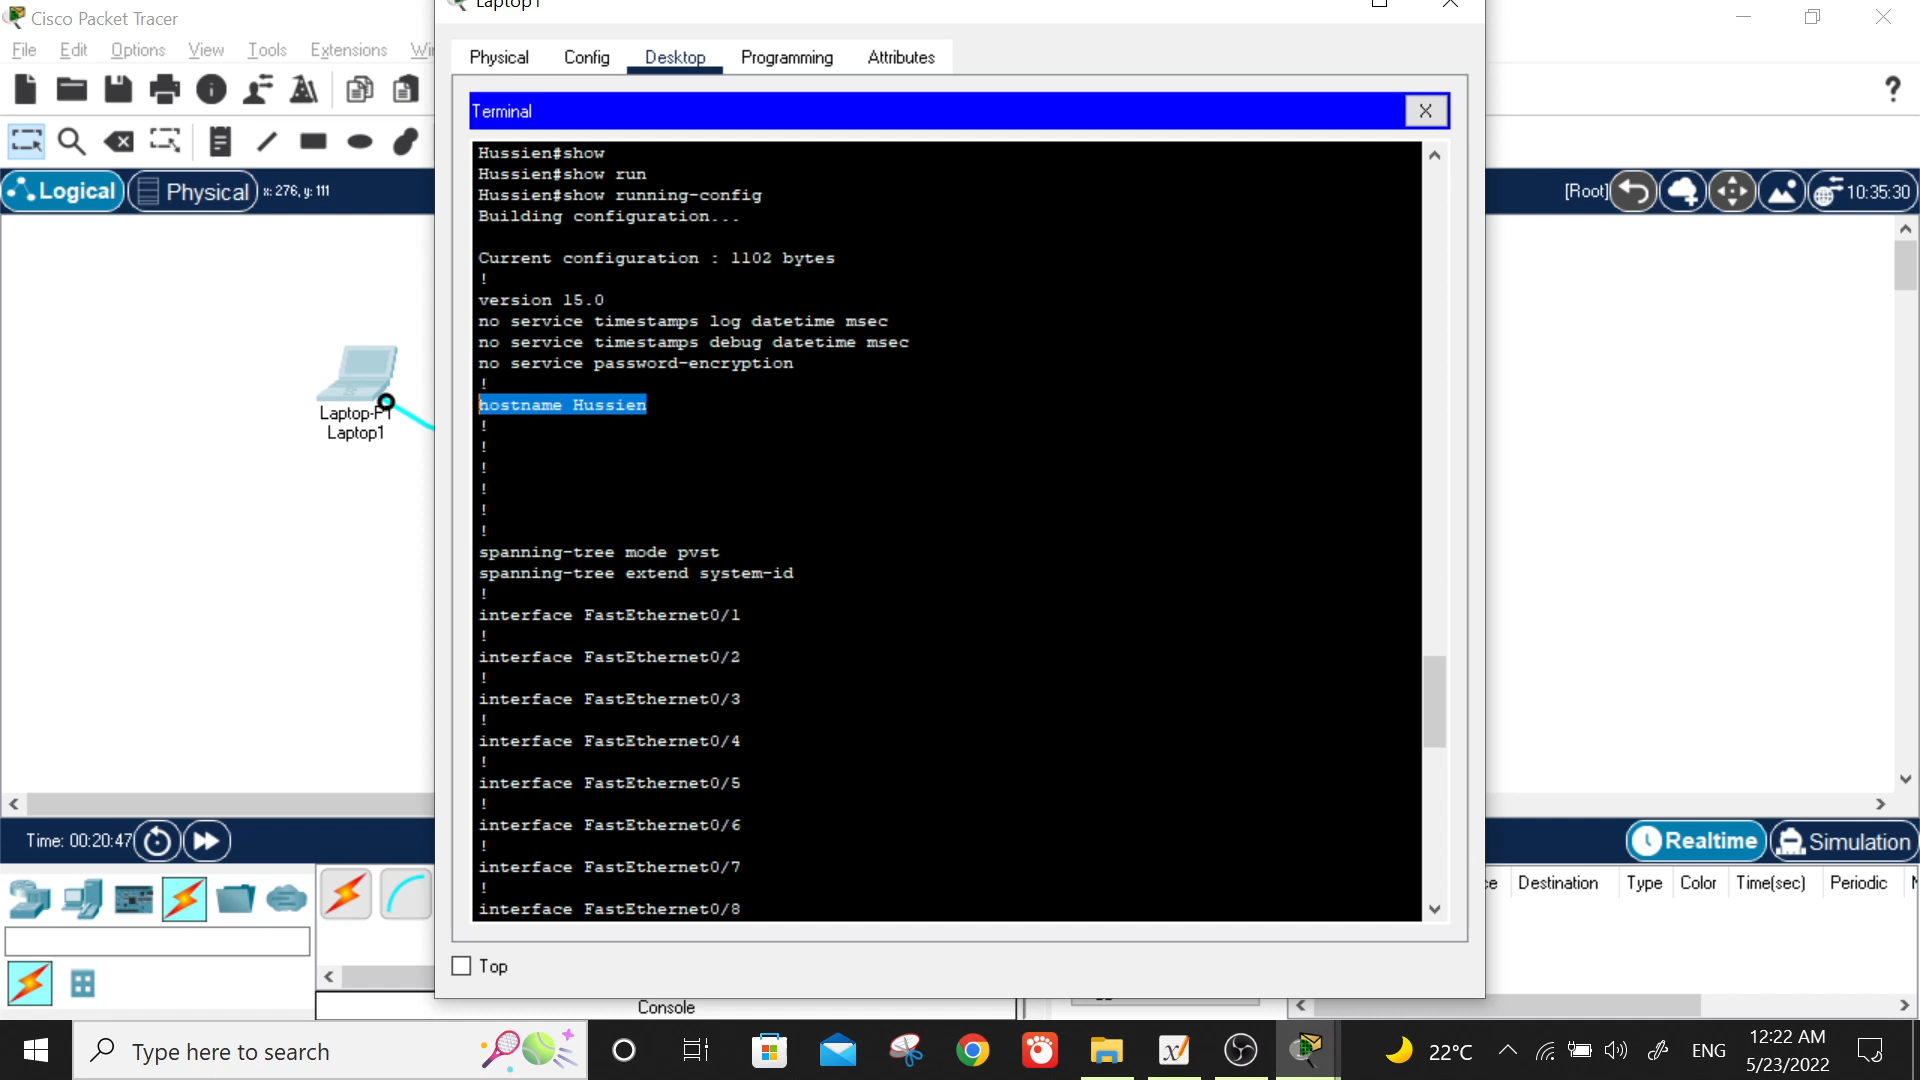 Cisco Packet Tracer
Laptop1
File Edit Options View Tools Extensions
Physical Config Desktop Programming Attributes
?
Terminal
X
Logical Physical x: 276, y: 111
[Root] 10:35:30
Hussien#show
Hussien#show run
Hussien#show running-config
Building configuration...
Current configuration : 1102 bytes
!
version 15.0
no service timestamps log datetime msec
no service timestamps debug datetime msec
no service password-encryption
!
hostname Hussien
!
!
!
!
!
!
spanning-tree mode pvst
spanning-tree extend system-id
!
interface FastEthernet0/1
!
interface FastEthernet0/2
!
interface FastEthernet0/3
!
interface FastEthernet0/4
!
interface FastEthernet0/5
!
interface FastEthernet0/6
!
interface FastEthernet0/7
!
interface FastEthernet0/8
Laptop-PT
Laptop1
Time: 00:20:47
Realtime Simulation
Destination Type Color Time(sec) Periodic
Top
Console
Type here to search
22°C ENG
12:22 AM
5/23/2022